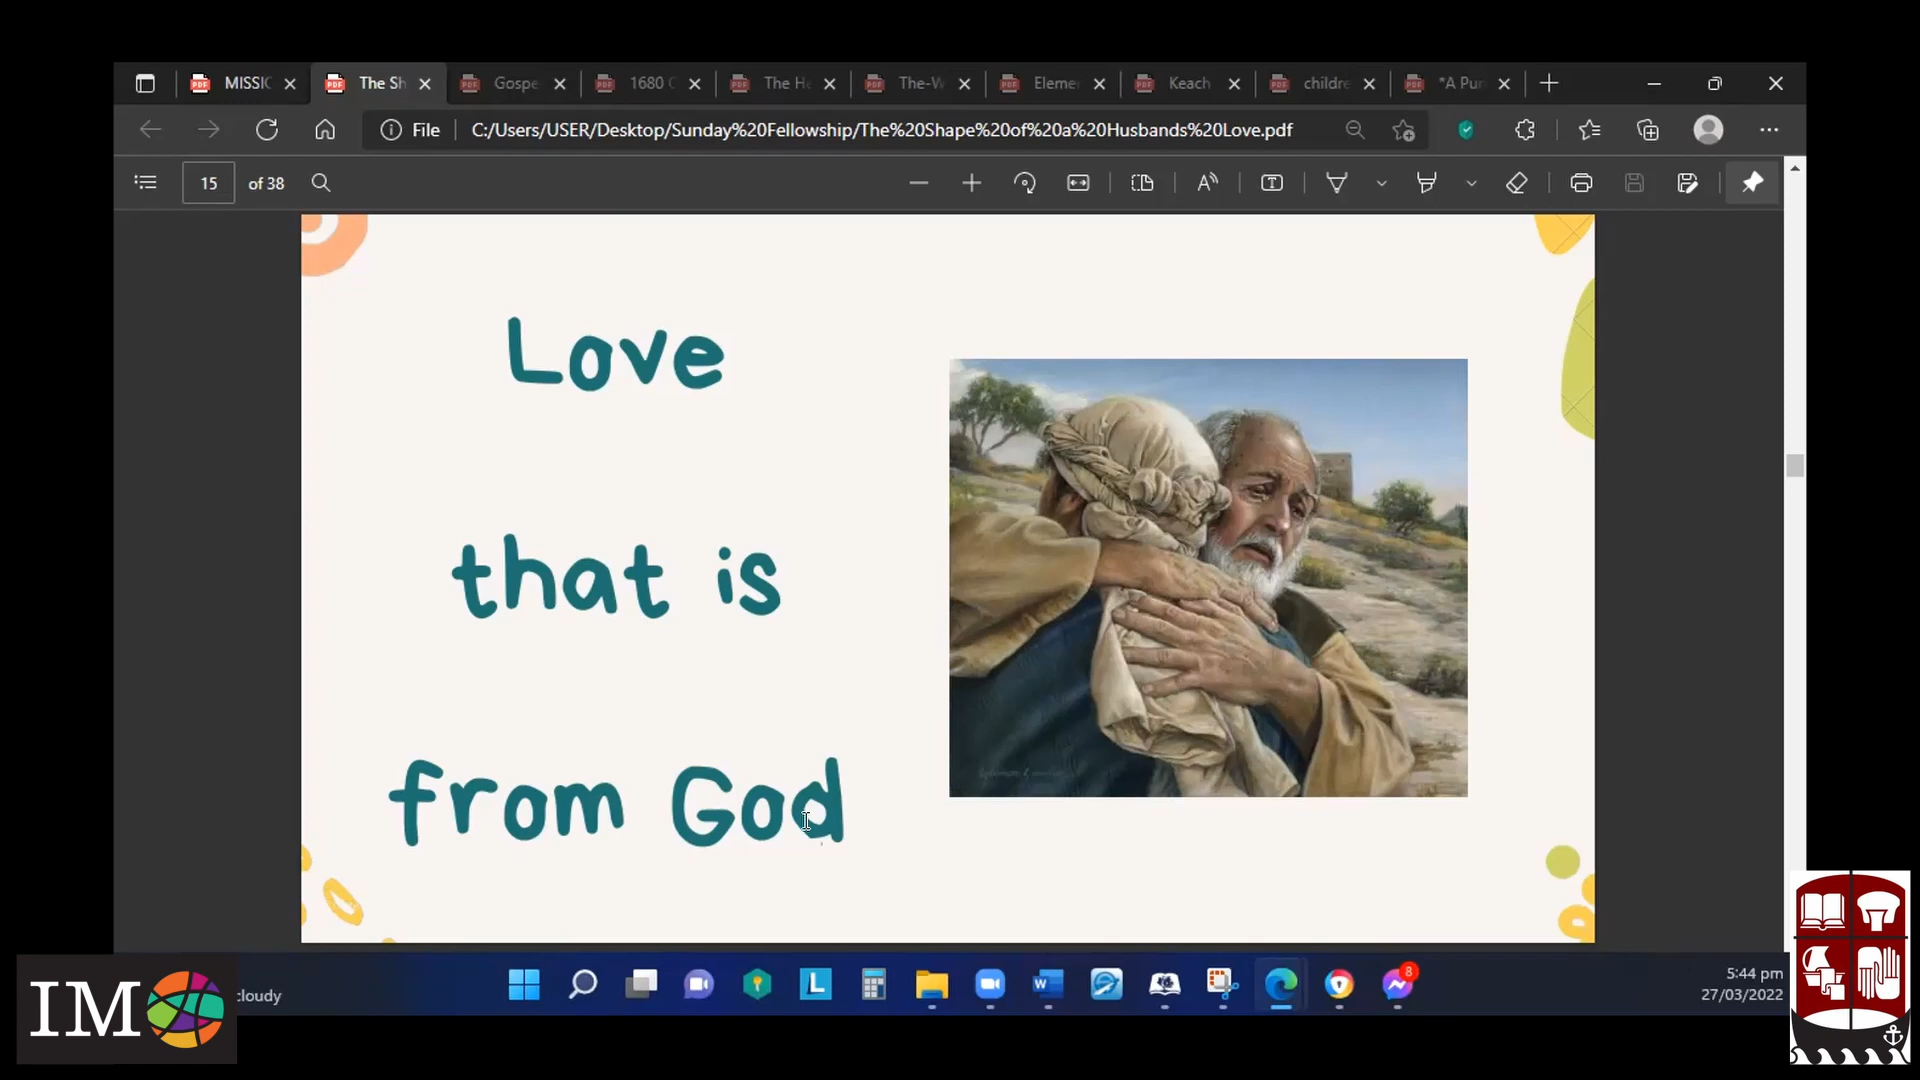 MISSIC
The Sh
Gospe
1680 C
The He
The-W
Eleme
Keach
childre
*A Pur
File
C:/Users/USER/Desktop/Sunday%20Fellowship/The%20Shape%20of%20a%20Husbands%20Love.pdf
15
of 38
Love
that is
from God
IM
cloudy
L
W
8
5:44 pm
27/03/2022